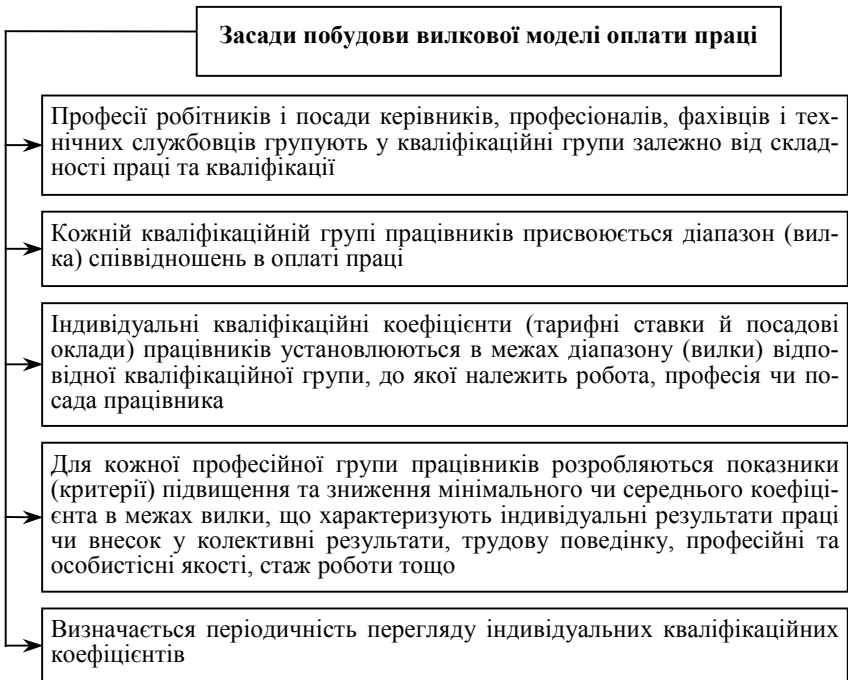 Засади побудови вилкової моделі оплати праці
Професії робітників і посади керівників, професіоналів, фахівців і тех-
нічних службовців групують у кваліфікаційні групи залежно від склад-
ності праці та кваліфікації
Кожній кваліфікаційній групі працівників присвоюється діапазон (вил-
ка) співвідношень в оплаті праці
Індивідуальні кваліфікаційні коефіцієнти (тарифні ставки й посадові
оклади) працівників установлюються в межах діапазону (вилки) відпо-
відної кваліфікаційної групи, до якої належить робота, професія чи по-
сада працівника
Для кожної професійної групи працівників розробляються показники
(критерії) підвищення та зниження мінімального чи середнього коефіці-
єнта в межах вилки, що характеризують індивідуальні результати праці
чи внесок у колективні результати, трудову поведінку, професійні та
особистісні якості, стаж роботи тощо
Визначається періодичність перегляду індивідуальних кваліфікаційних
коефіцієнтів